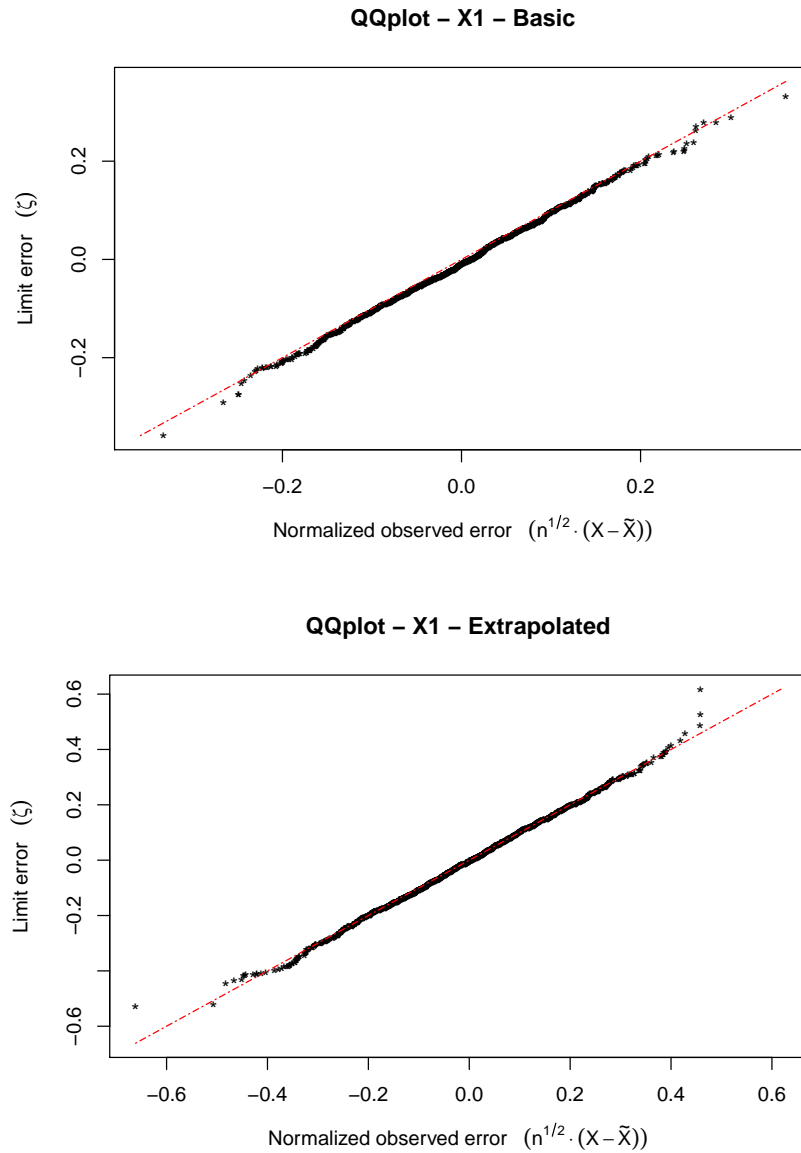 QQplot – X1 – Basic
0.2
0.0
−0.2
Limit error (ζ)
−0.2 0.0 0.2
Normalized observed error (n^{1/2} · (X − X̃))
QQplot – X1 – Extrapolated
0.6
0.4
0.2
0.0
−0.2
−0.6
Limit error (ζ)
−0.6 −0.4 −0.2 0.0 0.2 0.4 0.6
Normalized observed error (n^{1/2} · (X − X̃))